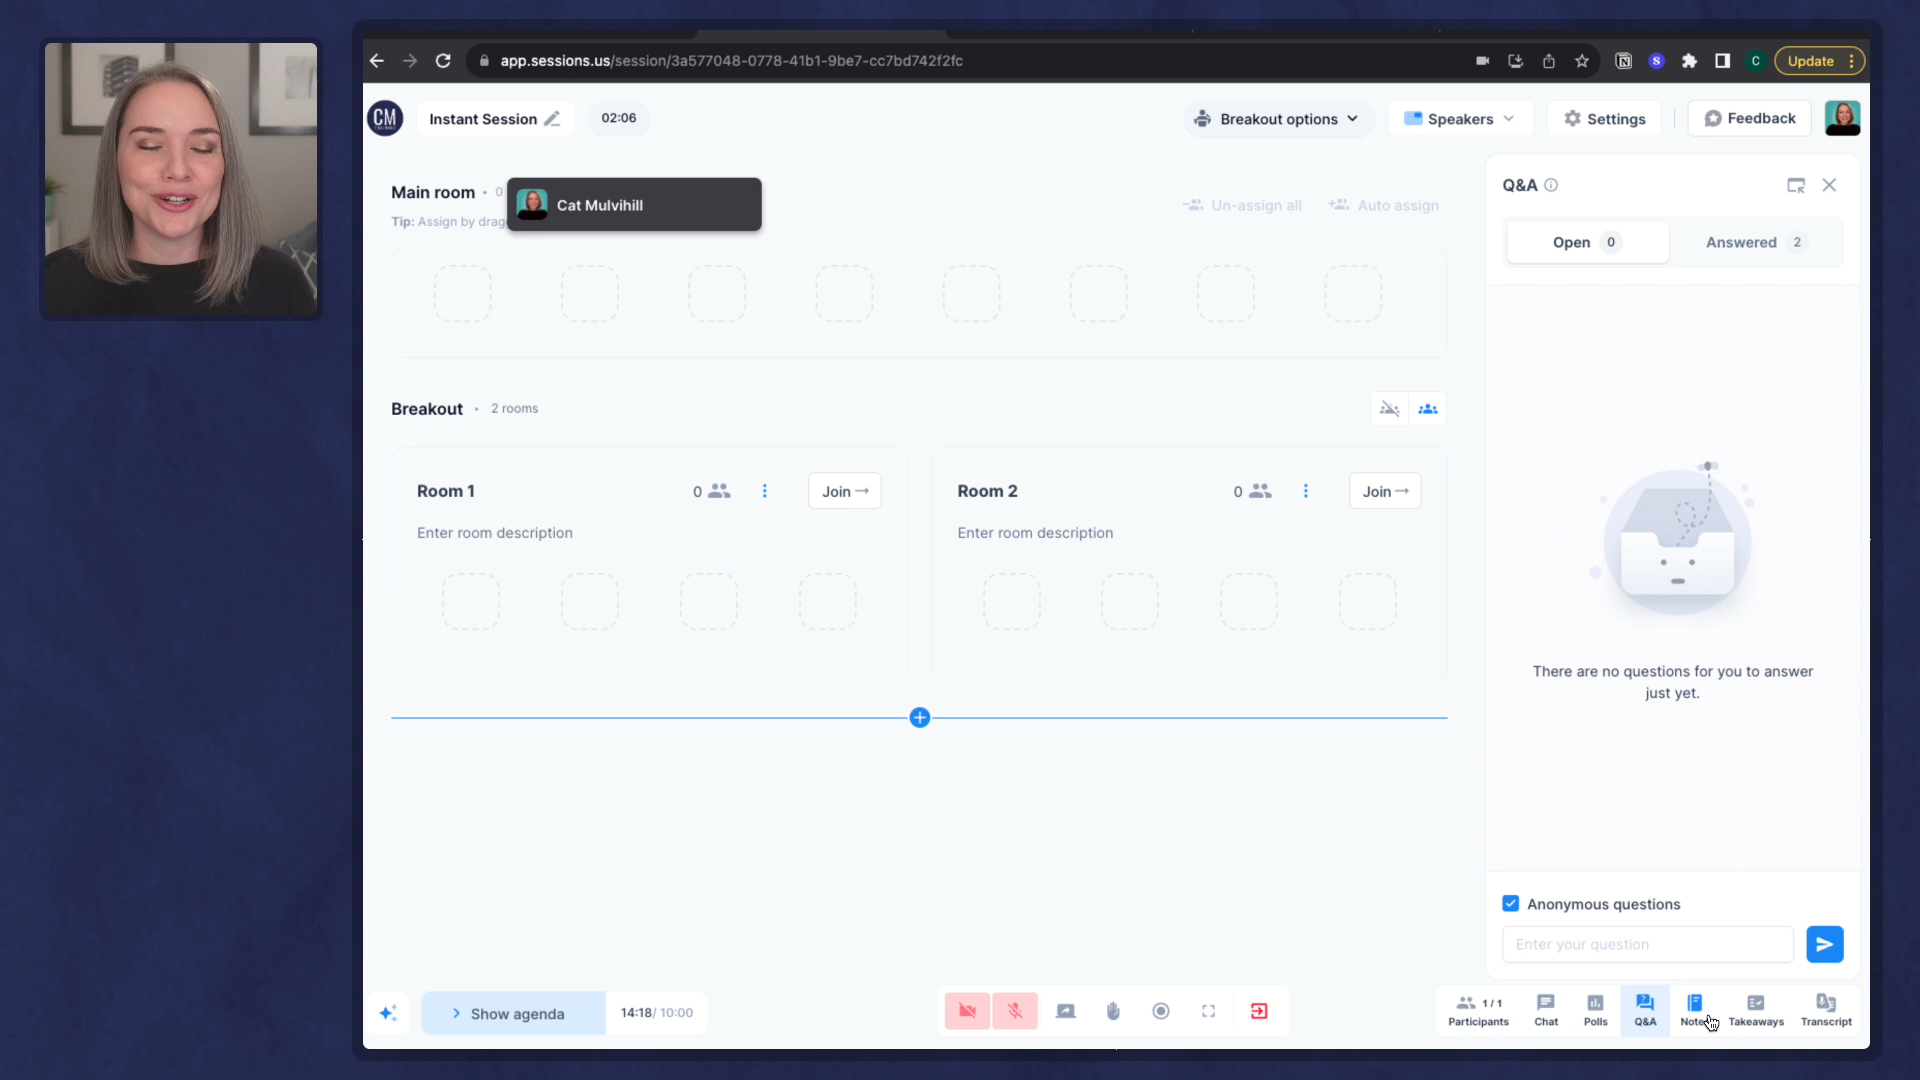 app.sessions.us/session/3a577048-0778-41b1-9be7-cc7bd742f2fc
C
Update
CM
Instant Session
02:06
Breakout options
Speakers
Settings
Feedback
Main room • 0
Cat Mulvihill
Tip: Assign by drag
Un-assign all
Auto assign
Q&A
Open 0
Answered 2
Breakout • 2 rooms
Room 1
0
Join
Enter room description
Room 2
0
Join
Enter room description
There are no questions for you to answer
just yet.
Anonymous questions
Enter your question
Show agenda
14:18/ 10:00
1 / 1
Participants
Chat
Polls
Q&A
Note
Takeaways
Transcript